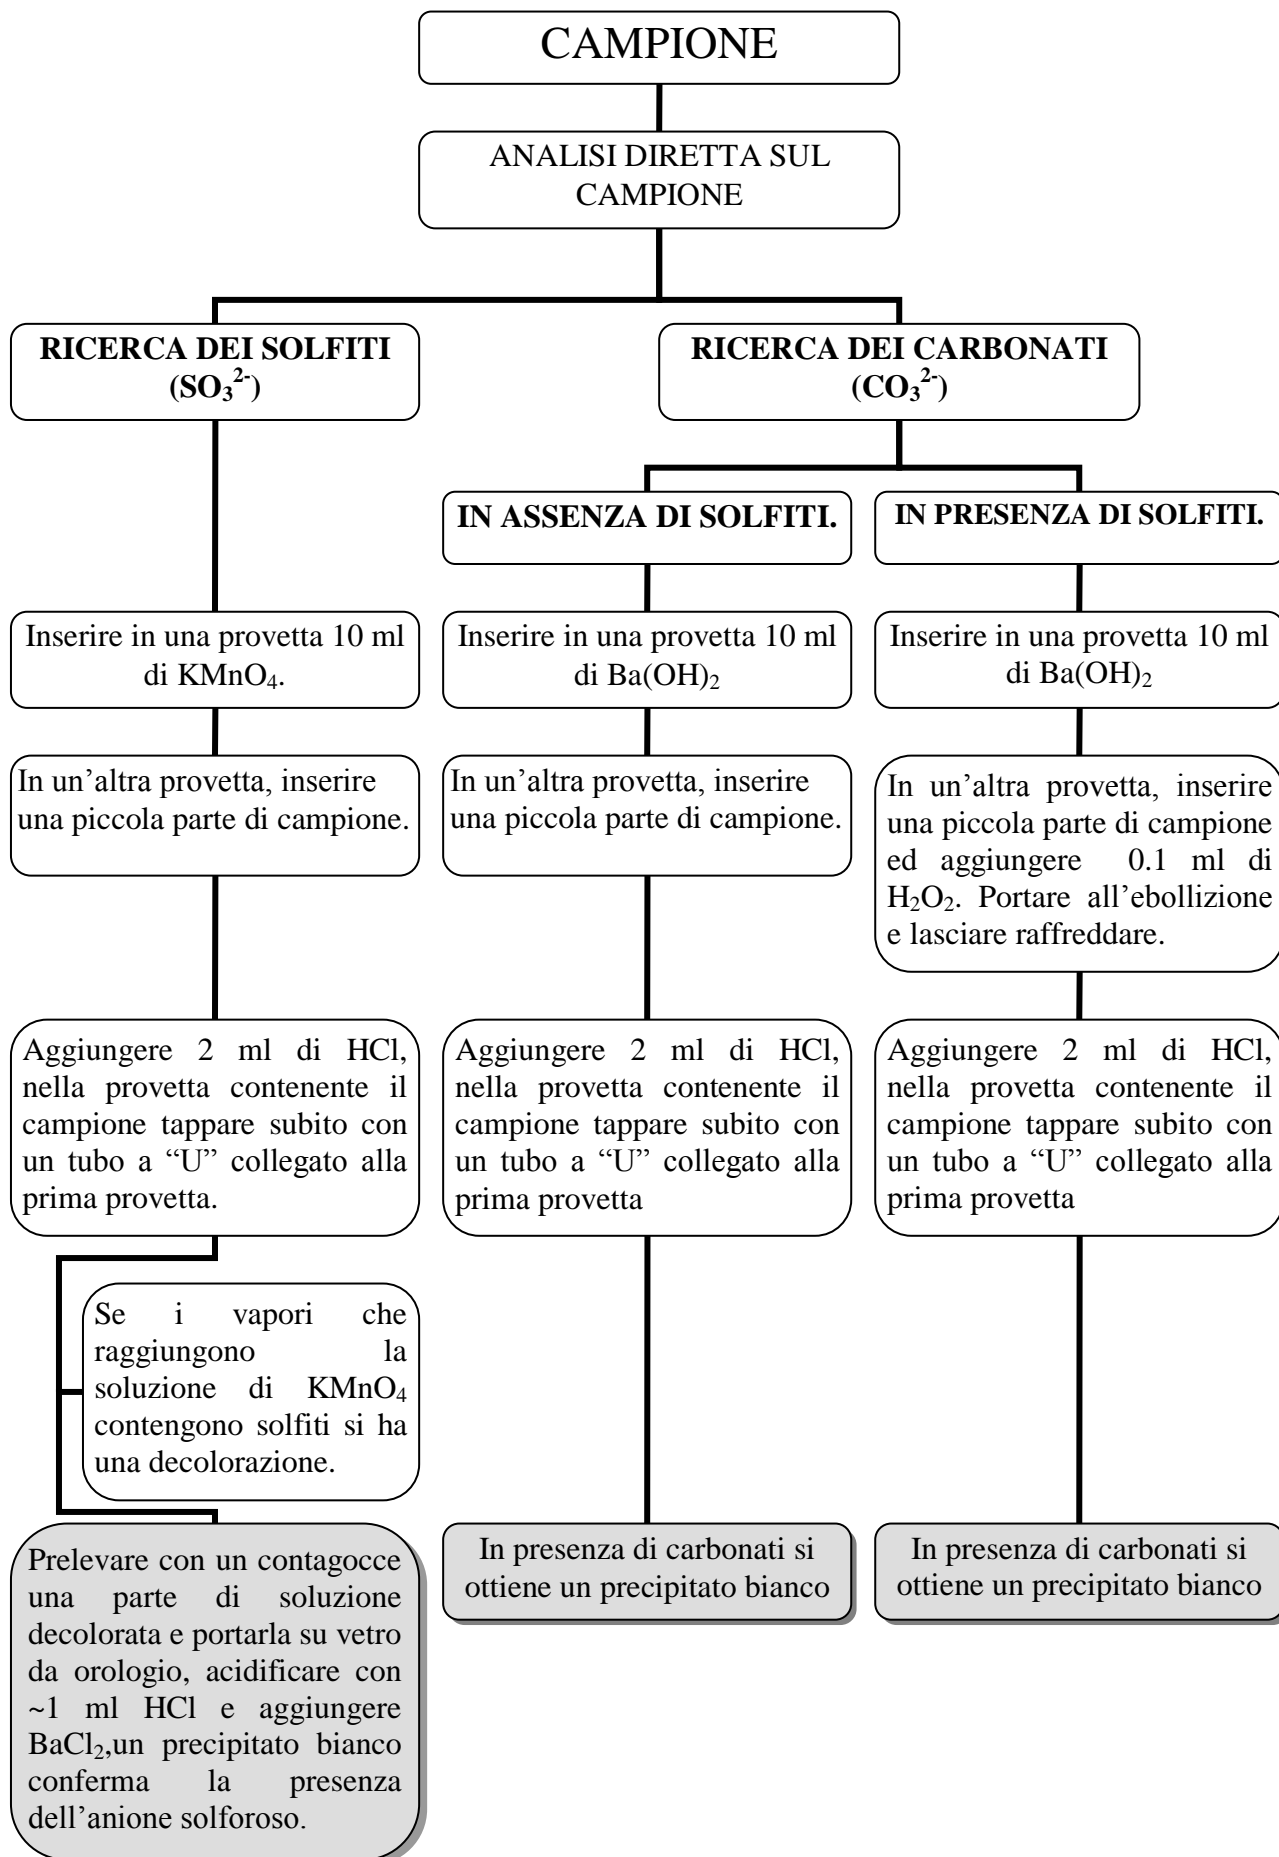 CAMPIONE
ANALISI DIRETTA SUL
CAMPIONE
RICERCA DEI SOLFITI
(SO₃²⁻)
RICERCA DEI CARBONATI
(CO₃²⁻)
IN ASSENZA DI SOLFITI.
IN PRESENZA DI SOLFITI.
Inserire in una provetta 10 ml
di KMnO₄.
Inserire in una provetta 10 ml
di Ba(OH)₂
Inserire in una provetta 10 ml
di Ba(OH)₂
In un’altra provetta, inserire
una piccola parte di campione.
In un’altra provetta, inserire
una piccola parte di campione.
In un’altra provetta, inserire
una piccola parte di campione
ed aggiungere 0.1 ml di
H₂O₂. Portare all’ebollizione
e lasciare raffreddare.
Aggiungere 2 ml di HCl,
nella provetta contenente il
campione tappare subito con
un tubo a “U” collegato alla
prima provetta.
Aggiungere 2 ml di HCl,
nella provetta contenente il
campione tappare subito con
un tubo a “U” collegato alla
prima provetta
Aggiungere 2 ml di HCl,
nella provetta contenente il
campione tappare subito con
un tubo a “U” collegato alla
prima provetta
Se i vapori che
raggiungono la
soluzione di KMnO₄
contengono solfiti si ha
una decolorazione.
Prelevare con un contagocce
una parte di soluzione
decolorata e portarla su vetro
da orologio, acidificare con
~1 ml HCl e aggiungere
BaCl₂,un precipitato bianco
conferma la presenza
dell’anione solforoso.
In presenza di carbonati si
ottiene un precipitato bianco
In presenza di carbonati si
ottiene un precipitato bianco